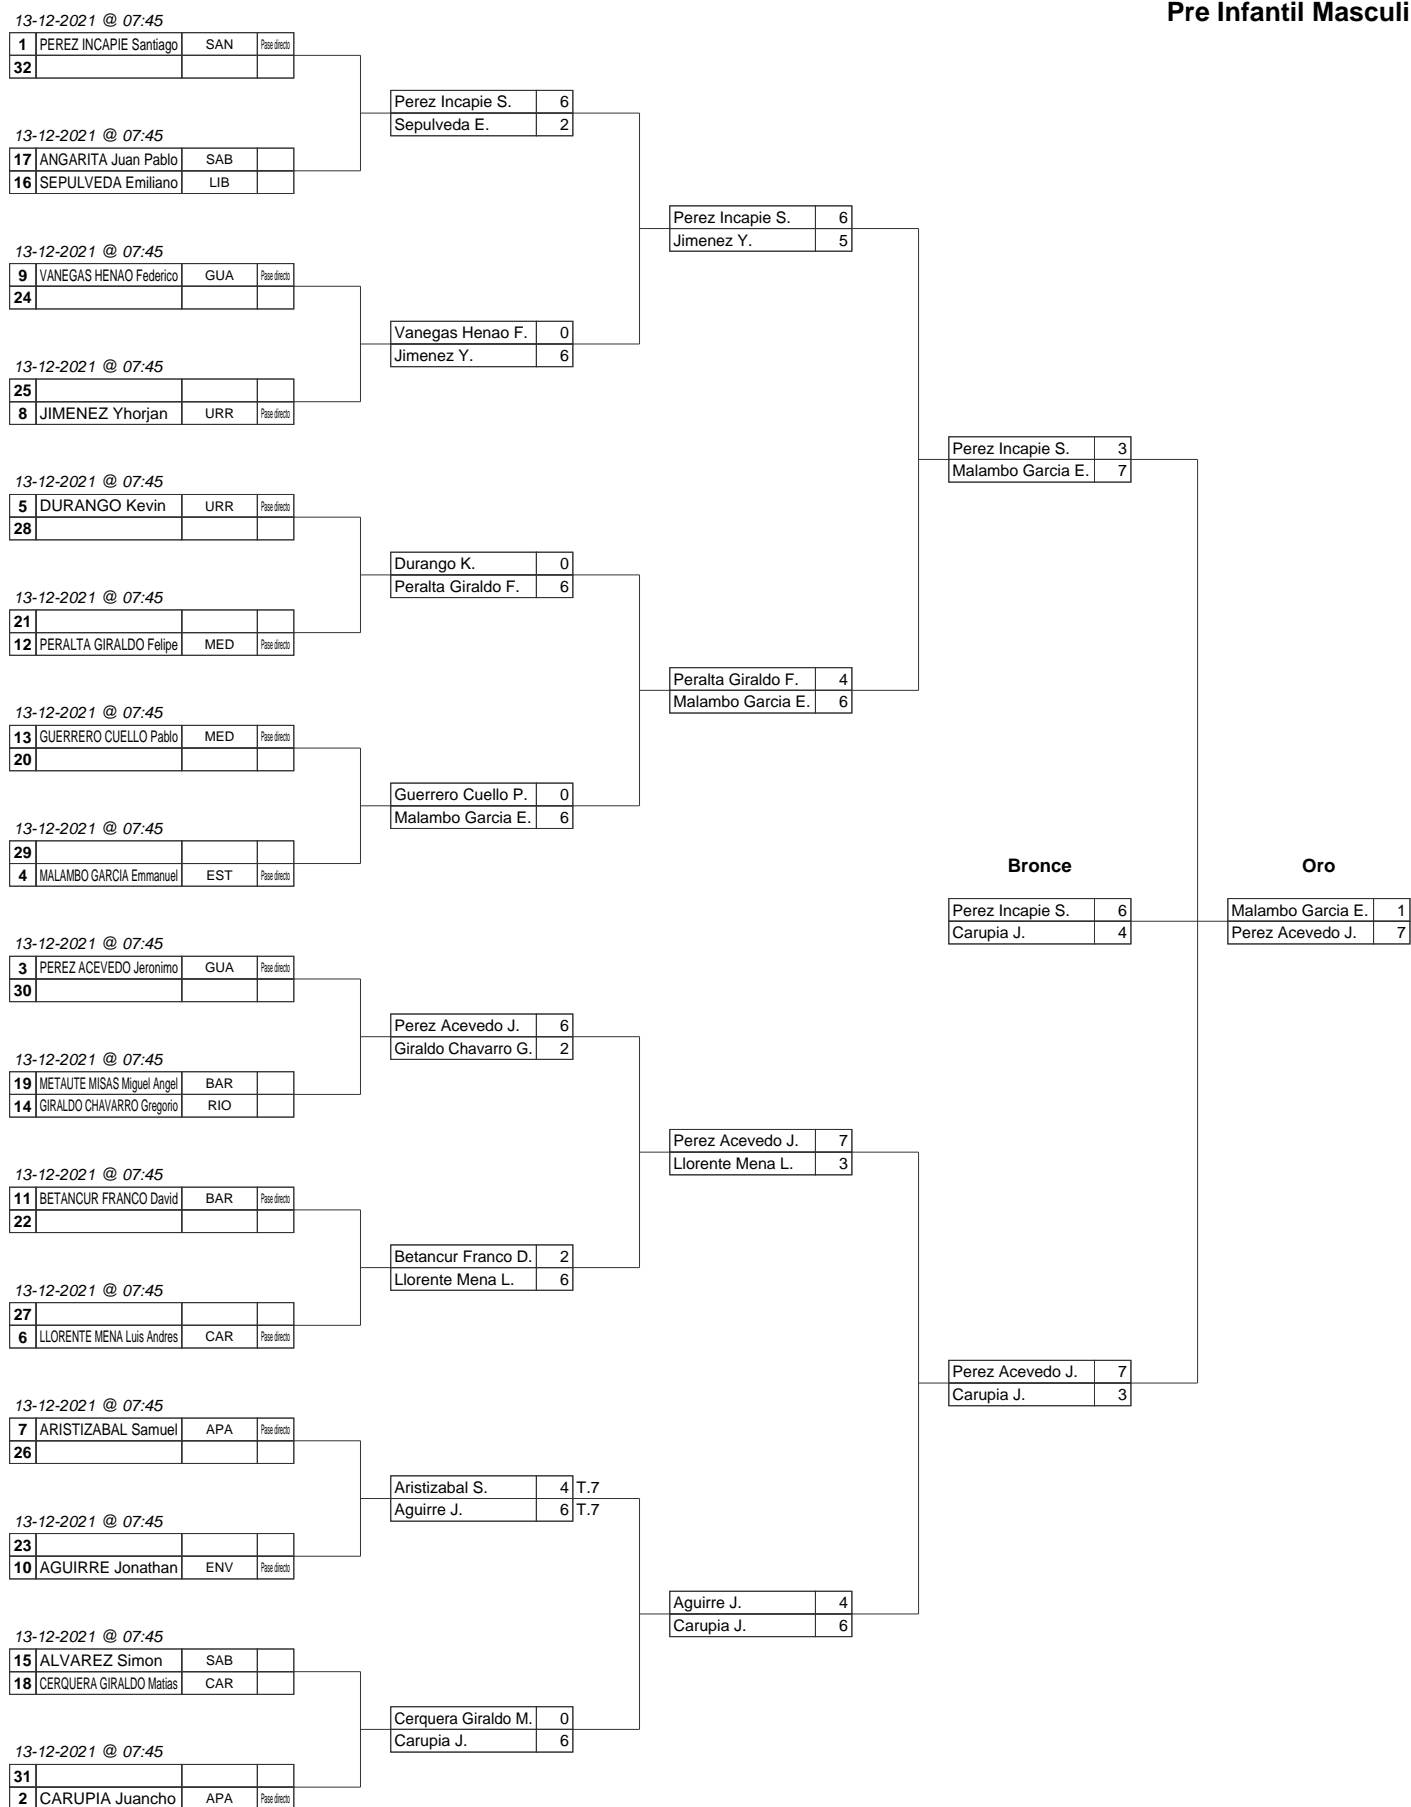 Pre Infantil Masculi
13-12-2021 @ 07:45
1 PEREZ INCAPIE Santiago SAN Pase directo
32
Perez Incapie S. 6
Sepulveda E. 2
13-12-2021 @ 07:45
17 ANGARITA Juan Pablo SAB
16 SEPULVEDA Emiliano LIB
Perez Incapie S. 6
Jimenez Y. 5
13-12-2021 @ 07:45
9 VANEGAS HENAO Federico GUA Pase directo
24
Vanegas Henao F. 0
Jimenez Y. 6
13-12-2021 @ 07:45
25
8 JIMENEZ Yhorjan URR Pase directo
Perez Incapie S. 3
Malambo Garcia E. 7
13-12-2021 @ 07:45
5 DURANGO Kevin URR Pase directo
28
Durango K. 0
Peralta Giraldo F. 6
13-12-2021 @ 07:45
21
12 PERALTA GIRALDO Felipe MED Pase directo
Peralta Giraldo F. 4
Malambo Garcia E. 6
13-12-2021 @ 07:45
13 GUERRERO CUELLO Pablo MED Pase directo
20
Guerrero Cuello P. 0
Malambo Garcia E. 6
13-12-2021 @ 07:45
29
4 MALAMBO GARCIA Emmanuel EST Pase directo
Bronce
Oro
Perez Incapie S. 6
Carupia J. 4
Malambo Garcia E. 1
Perez Acevedo J. 7
13-12-2021 @ 07:45
3 PEREZ ACEVEDO Jeronimo GUA Pase directo
30
Perez Acevedo J. 6
Giraldo Chavarro G. 2
13-12-2021 @ 07:45
19 METAUTE MISAS Miguel Angel BAR
14 GIRALDO CHAVARRO Gregorio RIO
Perez Acevedo J. 7
Llorente Mena L. 3
13-12-2021 @ 07:45
11 BETANCUR FRANCO David BAR Pase directo
22
Betancur Franco D. 2
Llorente Mena L. 6
13-12-2021 @ 07:45
27
6 LLORENTE MENA Luis Andres CAR Pase directo
Perez Acevedo J. 7
Carupia J. 3
13-12-2021 @ 07:45
7 ARISTIZABAL Samuel APA Pase directo
26
Aristizabal S. 4 T.7
Aguirre J. 6 T.7
13-12-2021 @ 07:45
23
10 AGUIRRE Jonathan ENV Pase directo
Aguirre J. 4
Carupia J. 6
13-12-2021 @ 07:45
15 ALVAREZ Simon SAB
18 CERQUERA GIRALDO Matias CAR
Cerquera Giraldo M. 0
Carupia J. 6
13-12-2021 @ 07:45
31
2 CARUPIA Juancho APA Pase directo